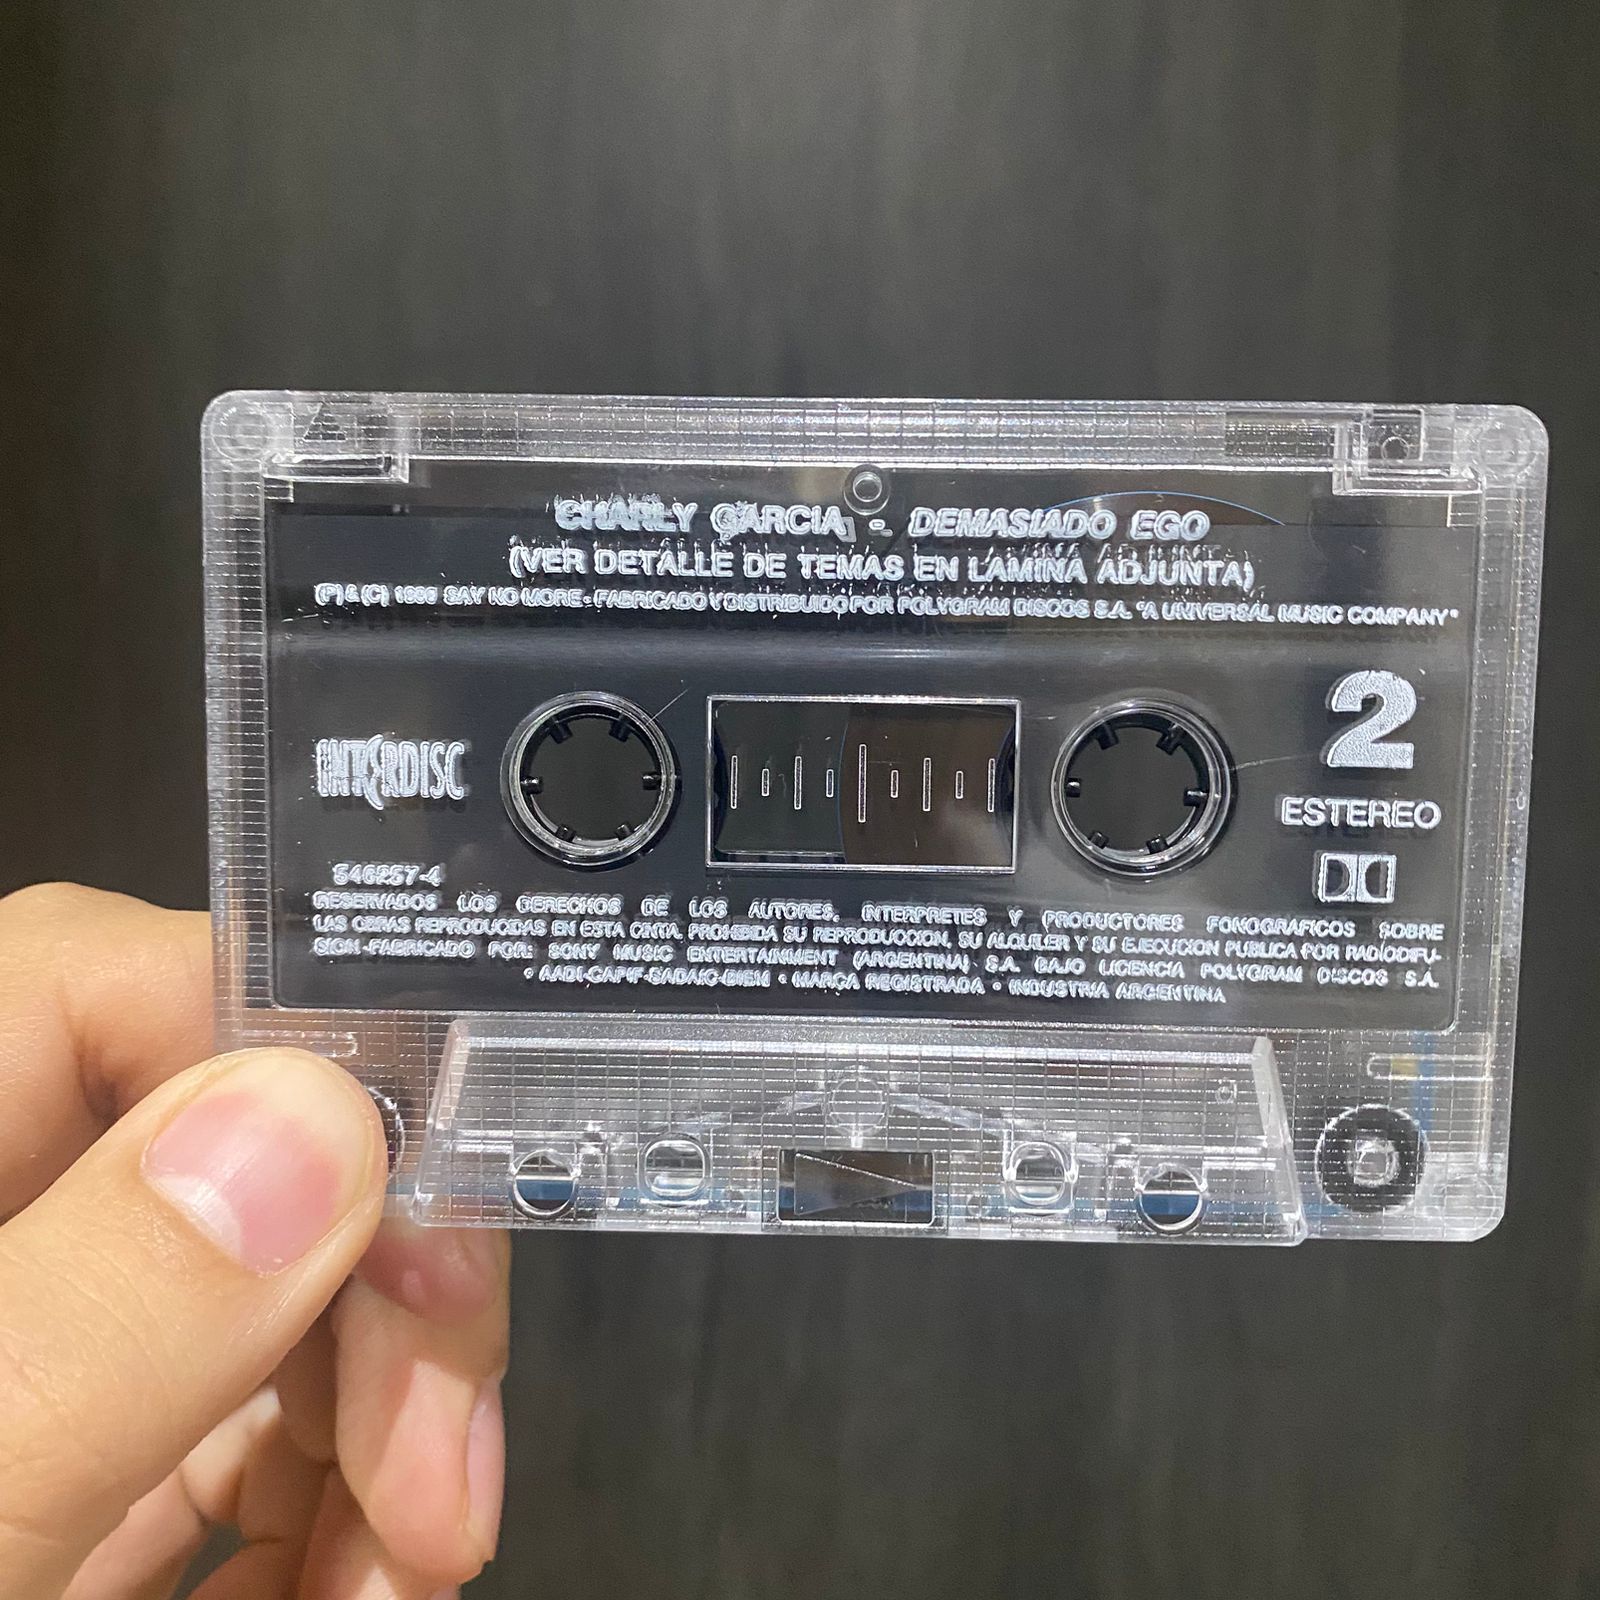 CHARLY GARCIA - DEMASIADO EGO
(VER DETALLE DE TEMAS EN LAMINA ADJUNTA)
(P) & (C) 1999 SAY NO MORE - FABRICADO Y DISTRIBUIDO POR POLYGRAM DISCOS S.A. "A UNIVERSAL MUSIC COMPANY"
2
INTERDISC
ESTEREO
546257-4
RESERVADOS LOS DERECHOS DE LOS AUTORES, INTERPRETES Y PRODUCTORES FONOGRAFICOS SOBRE
LAS OBRAS REPRODUCIDAS EN ESTA CINTA. PROHIBIDA SU REPRODUCCION, SU ALQUILER Y SU EJECUCION PUBLICA POR RADIODIFU-
SION - FABRICADO POR: SONY MUSIC ENTERTAINMENT (ARGENTINA) S.A. BAJO LICENCIA POLYGRAM DISCOS S.A.
• AADI-CAPIF-SADAIC-BIEM • MARCA REGISTRADA • INDUSTRIA ARGENTINA